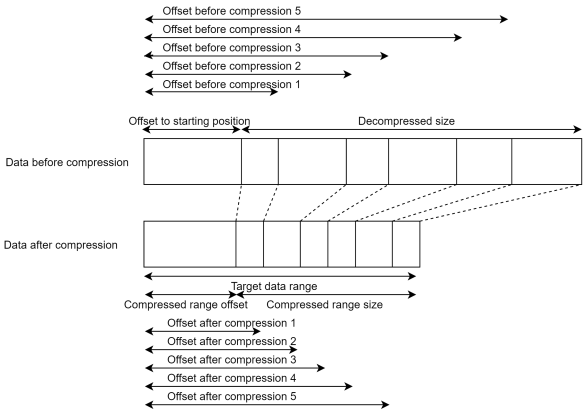 Offset before compression 5
Offset before compression 4
Offset before compression 3
Offset before compression 2
Offset before compression 1
Offset to starting position
Decompressed size
Data before compression
Data after compression
Target data range
Compressed range offset
Compressed range size
Offset after compression 1
Offset after compression 2
Offset after compression 3
Offset after compression 4
Offset after compression 5